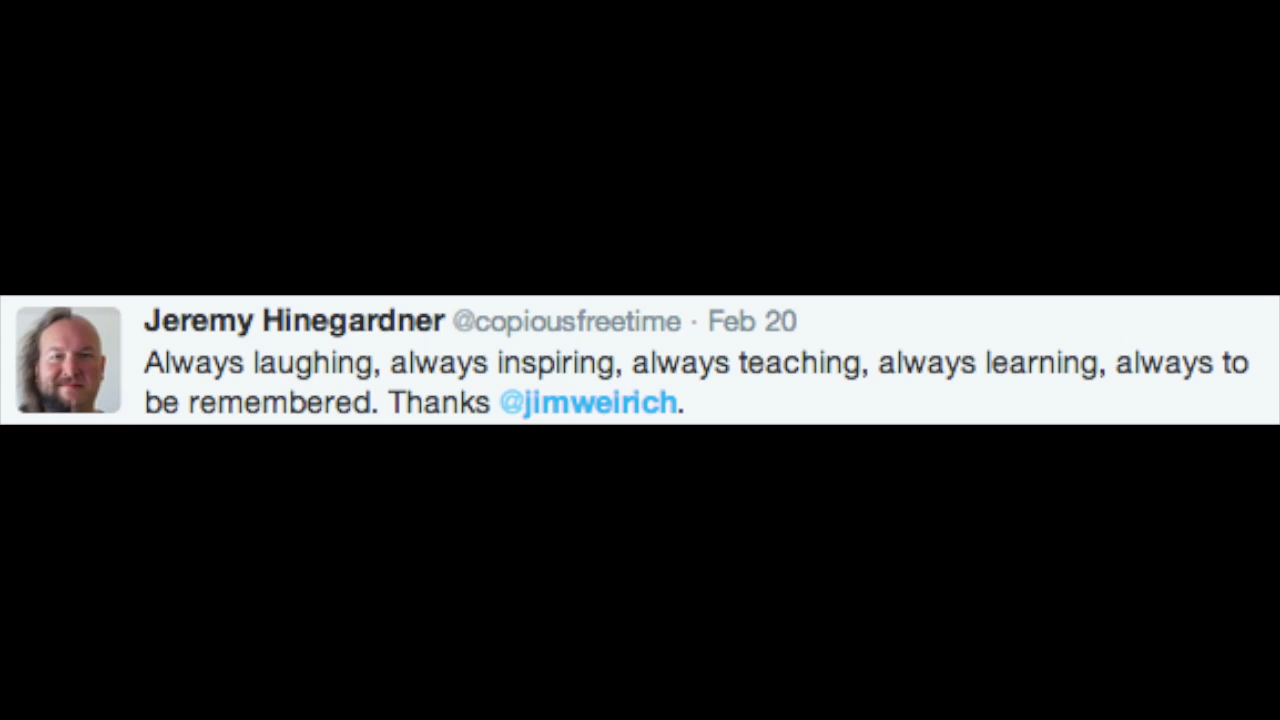 Jeremy Hinegardner @copiousfreetime · Feb 20
Always laughing, always inspiring, always teaching, always learning, always to
be remembered. Thanks @jimweirich.